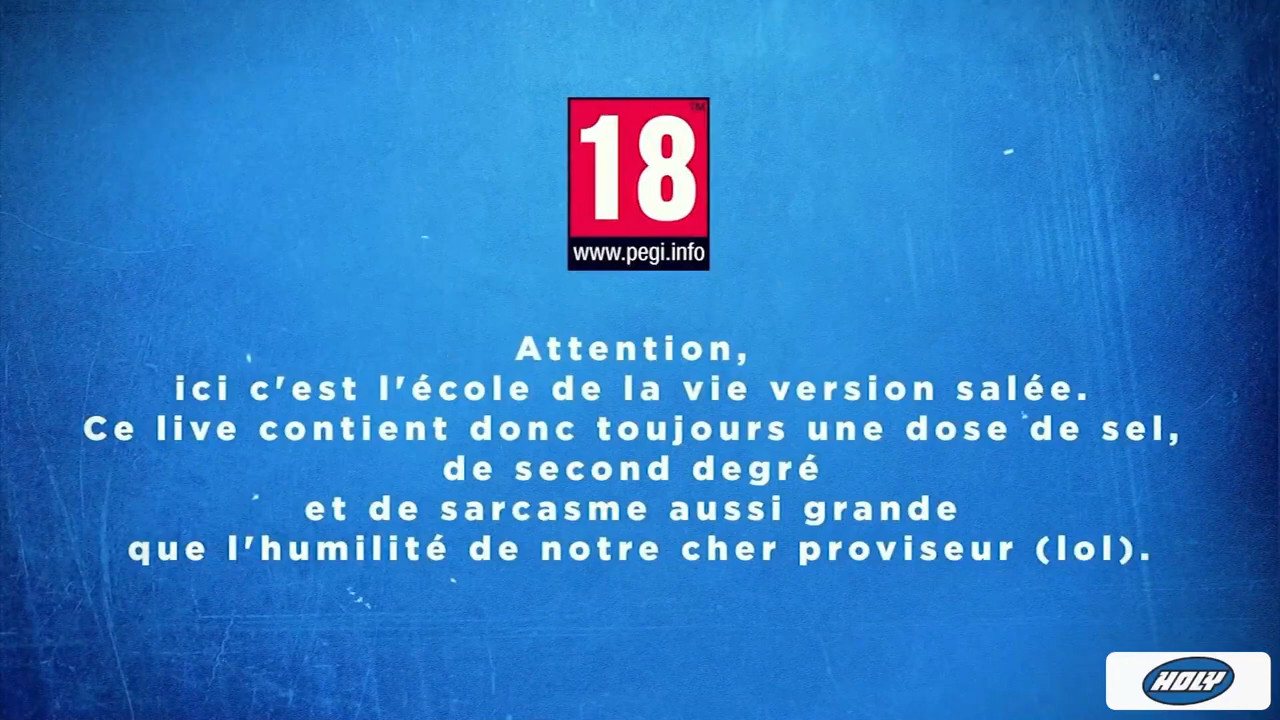 TM
18
www.pegi.info
Attention,
ici c'est l'école de la vie version salée.
Ce live contient donc toujours une dose de sel,
de second degré
et de sarcasme aussi grande
que l'humilité de notre cher proviseur (lol).
HOLY